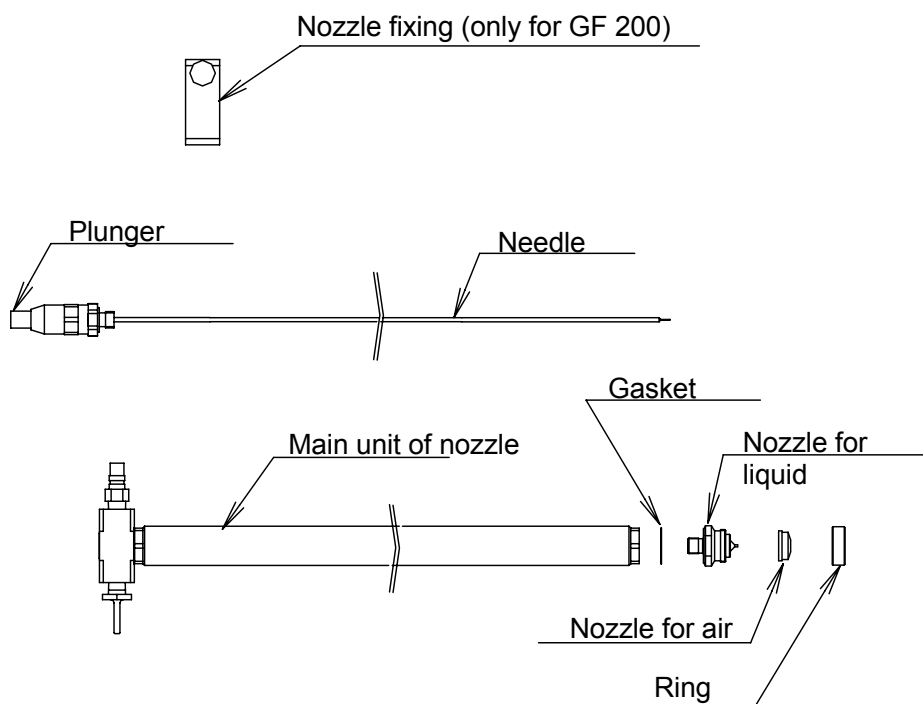 Nozzle fixing (only for GF 200)
Plunger
Needle
Gasket
Main unit of nozzle
Nozzle for
liquid
Nozzle for air
Ring